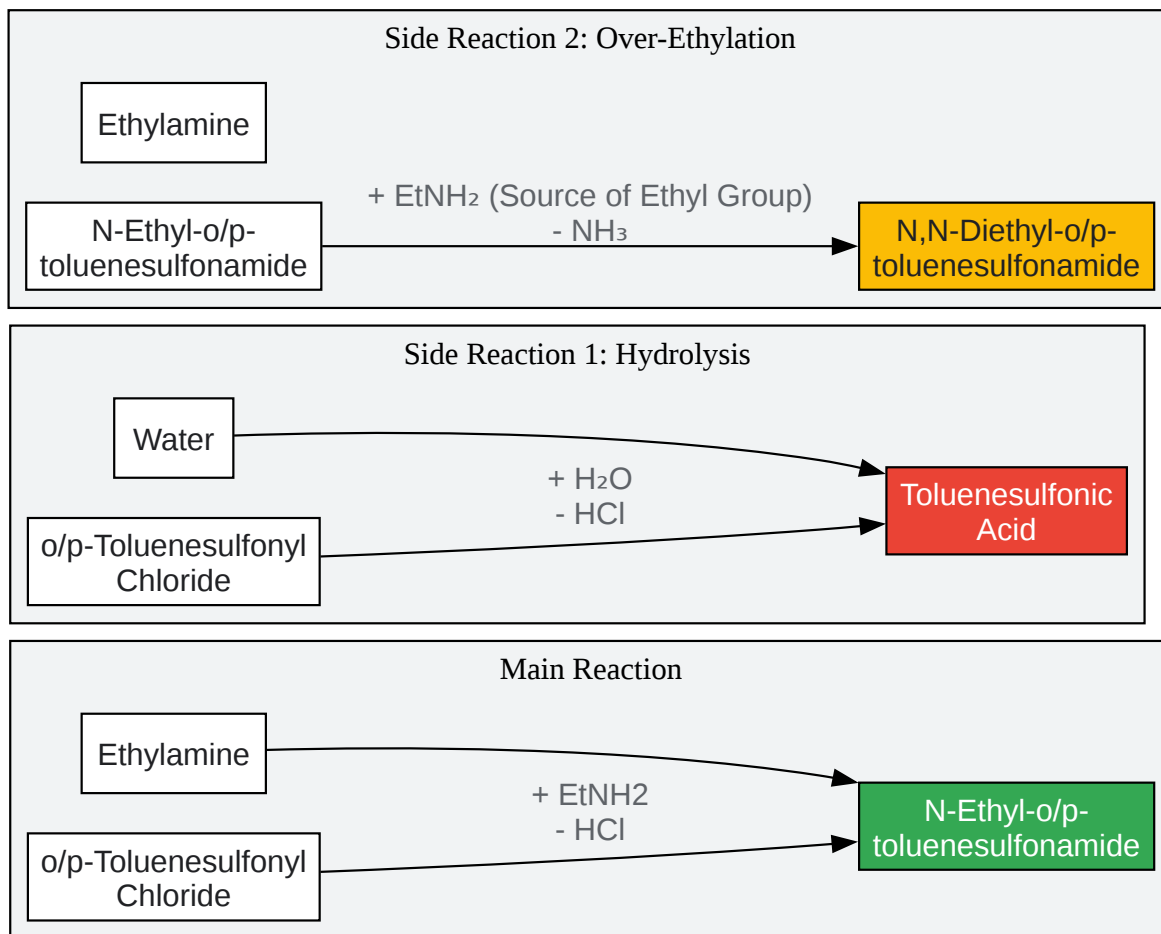 Side Reaction 2: Over-Ethylation
Ethylamine
N-Ethyl-o/p-
toluenesulfonamide
+ EtNH₂ (Source of Ethyl Group)
- NH₃
N,N-Diethyl-o/p-
toluenesulfonamide
Side Reaction 1: Hydrolysis
Water
o/p-Toluenesulfonyl
Chloride
+ H₂O
- HCl
Toluenesulfonic
Acid
Main Reaction
Ethylamine
o/p-Toluenesulfonyl
Chloride
+ EtNH2
- HCl
N-Ethyl-o/p-
toluenesulfonamide